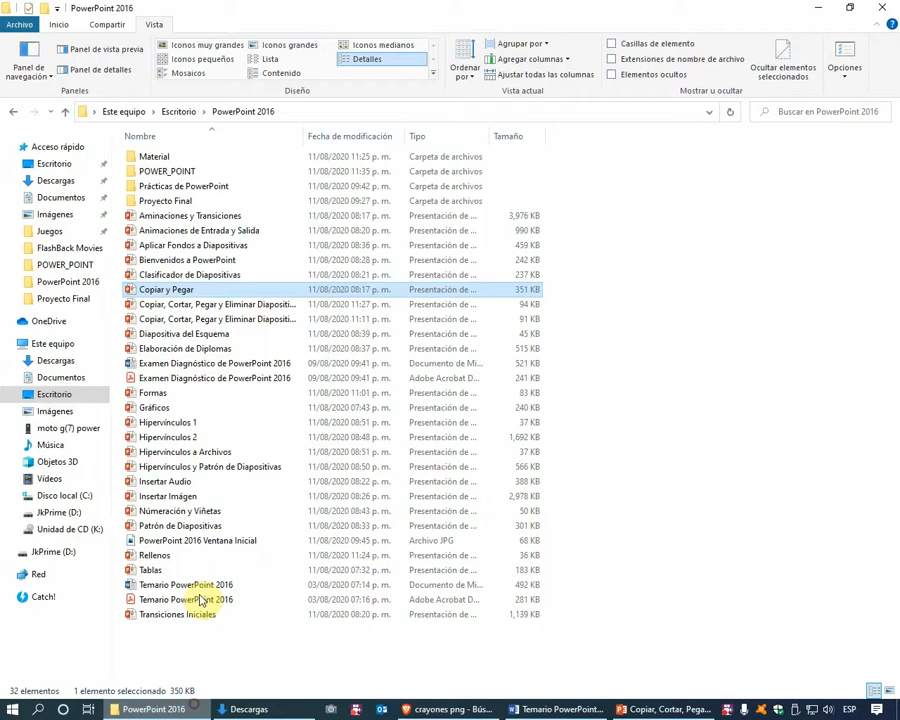 PowerPoint 2016
Archivo
Inicio
Compartir
Vista
Panel de navegación
Panel de vista previa
Panel de detalles
Paneles
Iconos muy grandes
Iconos grandes
Iconos medianos
Iconos pequeños
Lista
Detalles
Mosaicos
Contenido
Diseño
Ordenar por
Agrupar por
Agregar columnas
Ajustar todas las columnas
Vista actual
Casillas de elemento
Extensiones de nombre de archivo
Elementos ocultos
Ocultar elementos seleccionados
Mostrar u ocultar
Opciones
Este equipo > Escritorio > PowerPoint 2016
Buscar en PowerPoint 2016
Nombre Fecha de modificación Tipo Tamaño
Acceso rápido
Escritorio
Descargas
Documentos
Imágenes
Juegos
FlashBack Movies
POWER_POINT
PowerPoint 2016
Proyecto Final
OneDrive
Este equipo
Descargas
Documentos
Escritorio
Imágenes
moto g(7) power
Música
Objetos 3D
Vídeos
Disco local (C:)
JkPrime (D:)
Unidad de CD (K:)
JkPrime (D:)
Red
Catch!
Material 11/08/2020 11:25 p. m. Carpeta de archivos
POWER_POINT 11/08/2020 11:35 p. m. Carpeta de archivos
Prácticas de PowerPoint 11/08/2020 09:42 p. m. Carpeta de archivos
Proyecto Final 11/08/2020 09:27 p. m. Carpeta de archivos
Aminaciones y Transiciones 11/08/2020 08:17 p. m. Presentación de ... 3,976 KB
Animaciones de Entrada y Salida 11/08/2020 08:20 p. m. Presentación de ... 990 KB
Aplicar Fondos a Diapositivas 11/08/2020 08:36 p. m. Presentación de ... 459 KB
Bienvenidos a PowerPoint 11/08/2020 08:28 p. m. Presentación de ... 242 KB
Clasificador de Diapositivas 11/08/2020 08:21 p. m. Presentación de ... 237 KB
Copiar y Pegar 11/08/2020 08:17 p. m. Presentación de ... 351 KB
Copiar, Cortar, Pegar y Eliminar Diapositi... 11/08/2020 11:27 p. m. Presentación de ... 94 KB
Copiar, Cortar, Pegar y Eliminar Diapositi... 11/08/2020 11:11 p. m. Presentación de ... 91 KB
Diapositiva del Esquema 11/08/2020 08:39 p. m. Presentación de ... 45 KB
Elaboración de Diplomas 11/08/2020 08:37 p. m. Presentación de ... 515 KB
Examen Diagnóstico de PowerPoint 2016 09/08/2020 09:41 p. m. Documento de Mi... 521 KB
Examen Diagnóstico de PowerPoint 2016 09/08/2020 09:41 p. m. Adobe Acrobat D... 241 KB
Formas 11/08/2020 11:01 p. m. Presentación de ... 83 KB
Gráficos 11/08/2020 07:43 p. m. Presentación de ... 240 KB
Hipervínculos 1 11/08/2020 08:51 p. m. Presentación de ... 37 KB
Hipervínculos 2 11/08/2020 08:48 p. m. Presentación de ... 1,692 KB
Hipervínculos a Archivos 11/08/2020 08:51 p. m. Presentación de ... 37 KB
Hipervínculos y Patrón de Diapositivas 11/08/2020 08:50 p. m. Presentación de ... 566 KB
Insertar Audio 11/08/2020 08:22 p. m. Presentación de ... 388 KB
Insertar Imágen 11/08/2020 08:22 p. m. Presentación de ... 2,978 KB
Númeración y Viñetas 11/08/2020 08:43 p. m. Presentación de ... 50 KB
Patrón de Diapositivas 11/08/2020 08:33 p. m. Presentación de ... 301 KB
PowerPoint 2016 Ventana Inicial 11/08/2020 09:45 p. m. Archivo JPG 68 KB
Rellenos 11/08/2020 11:24 p. m. Presentación de ... 36 KB
Tablas 11/08/2020 07:32 p. m. Presentación de ... 183 KB
Temario PowerPoint 2016 03/08/2020 07:14 p. m. Documento de Mi... 492 KB
Temario PowerPoint 2016 03/08/2020 07:16 p. m. Adobe Acrobat D... 281 KB
Transiciones Iniciales 11/08/2020 08:20 p. m. Presentación de ... 1,139 KB
32 elementos 1 elemento seleccionado 350 KB
PowerPoint 2016
Descargas
crayones png - Bús...
Temario PowerPoint...
Copiar, Cortar, Pega...
ESP